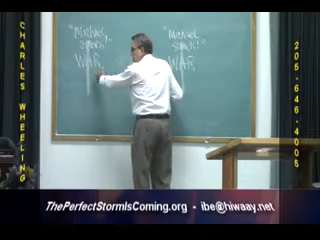 CHARLES WHEELING
"Michael
stands,"
WAR
"Michael
stands!"
WAR
205-646-4005
ThePerfectStormIsComing.org - ibe@hiwaay.net